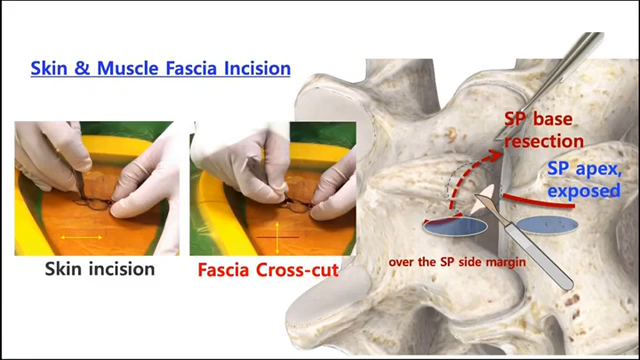 Skin & Muscle Fascia Incision
SP base
resection
SP apex,
exposed
Skin incision
Fascia Cross-cut
over the SP side margin